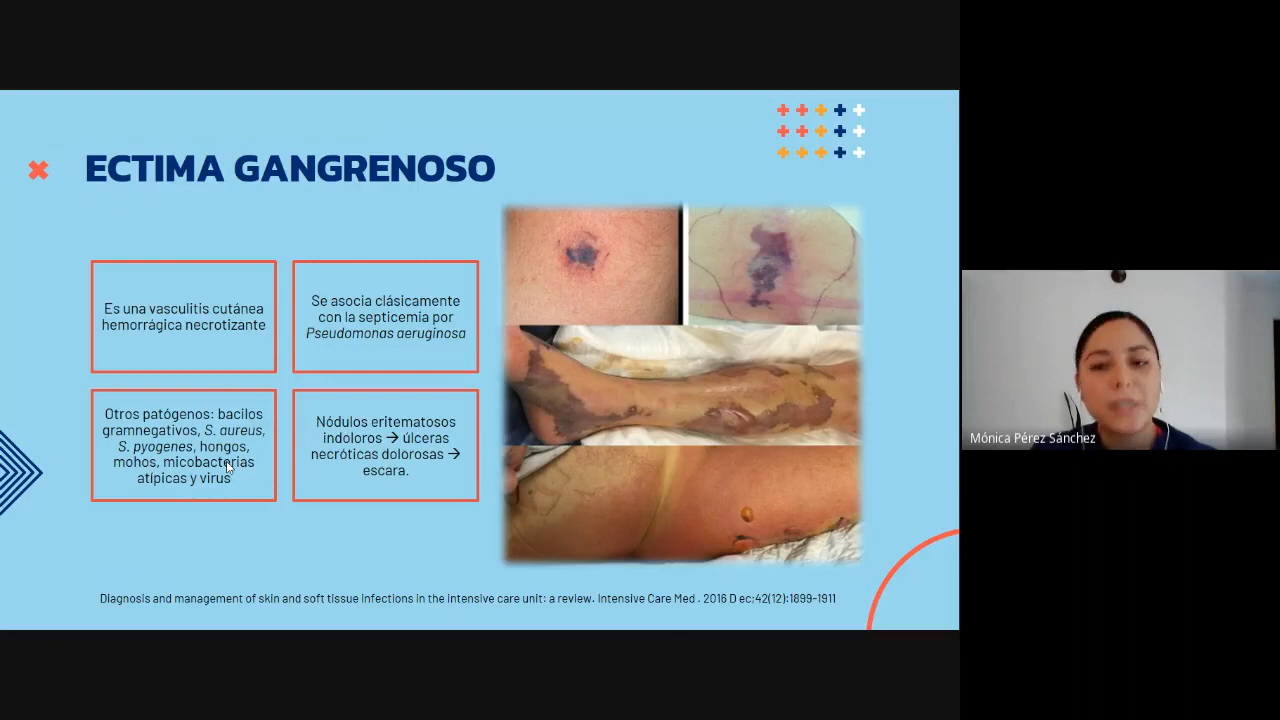 ECTIMA GANGRENOSO
Es una vasculitis cutánea
hemorrágica necrotizante
Se asocia clásicamente
con la septicemia por
Pseudomonas aeruginosa
Otros patógenos: bacilos
gramnegativos, S. aureus,
S. pyogenes, hongos,
mohos, micobacterias
atípicas y virus
Nódulos eritematosos
indoloros → úlceras
necróticas dolorosas →
escara.
Diagnosis and management of skin and soft tissue infections in the intensive care unit: a review. Intensive Care Med . 2016 D ec;42(12):1899-1911
Mónica Pérez Sánchez